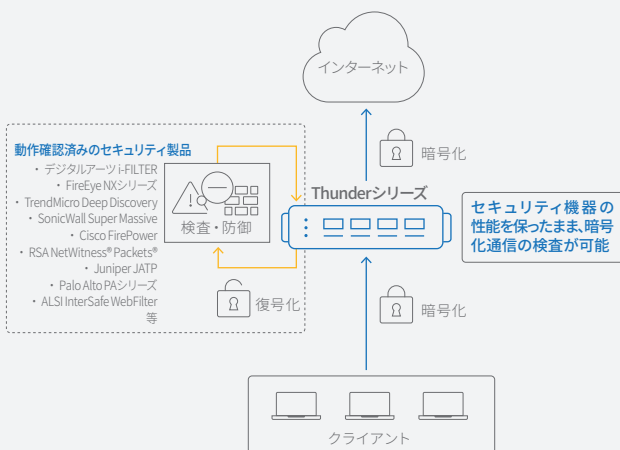 インターネット
暗号化
動作確認済みのセキュリティ製品
・ デジタルアーツ i-FILTER
・ FireEye NXシリーズ
・ TrendMicro Deep Discovery
・ SonicWall Super Massive
・ Cisco FirePower
・ RSA NetWitness® Packets®
・ Juniper JATP
・ Palo Alto PAシリーズ
・ ALSI InterSafe WebFilter
等
検査・防御
復号化
Thunderシリーズ
セキュリティ機器の
性能を保ったまま、暗号
化通信の検査が可能
暗号化
クライアント